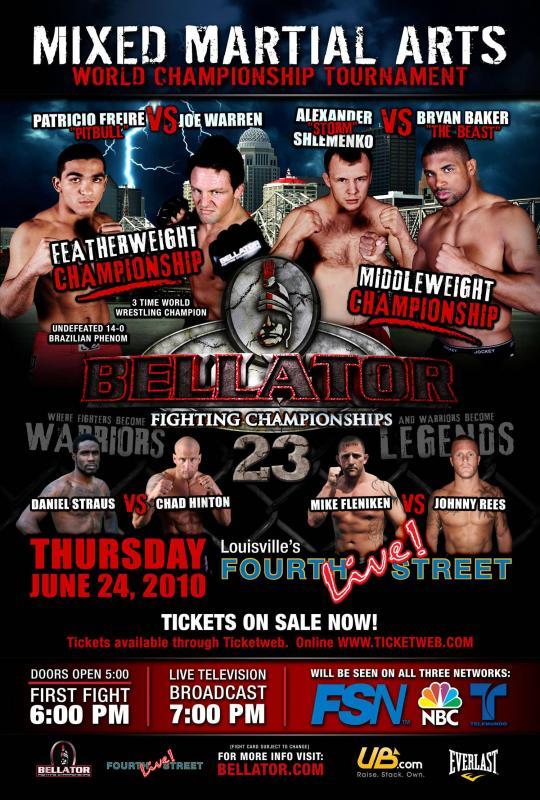 MIXED MARTIAL ARTS
WORLD CHAMPIONSHIP TOURNAMENT
PATRICIO FREIRE VS JOE WARREN
"PITBULL"
ALEXANDER "STORM" SHLEMENKO VS BRYAN BAKER
"THE BEAST"
BELLATOR
FEATHERWEIGHT
CHAMPIONSHIP
MIDDLEWEIGHT
CHAMPIONSHIP
3 TIME WORLD
WRESTLING CHAMPION
UNDEFEATED 14-0
BRAZILIAN PHENOM
JOCKEY
BELLATOR
FIGHTING CHAMPIONSHIPS
23
WHERE FIGHTERS BECOME
WARRIORS
AND WARRIORS BECOME
LEGENDS
DANIEL STRAUS VS CHAD HINTON
MIKE FLENIKEN VS JOHNNY REES
THURSDAY
JUNE 24, 2010
Louisville's
FOURTH Live! STREET
TICKETS ON SALE NOW!
Tickets available through Ticketweb. Online WWW.TICKETWEB.COM
DOORS OPEN 5:00
FIRST FIGHT
6:00 PM
LIVE TELEVISION
BROADCAST
7:00 PM
WILL BE SEEN ON ALL THREE NETWORKS:
FSN™
NBC
TELEMUNDO
BELLATOR
FIGHTING CHAMPIONSHIPS
FOURTH Live! STREET
[FIGHT CARD SUBJECT TO CHANGE]
FOR MORE INFO VISIT:
BELLATOR.COM
UB.com
Raise. Stack. Own.
EVERLAST